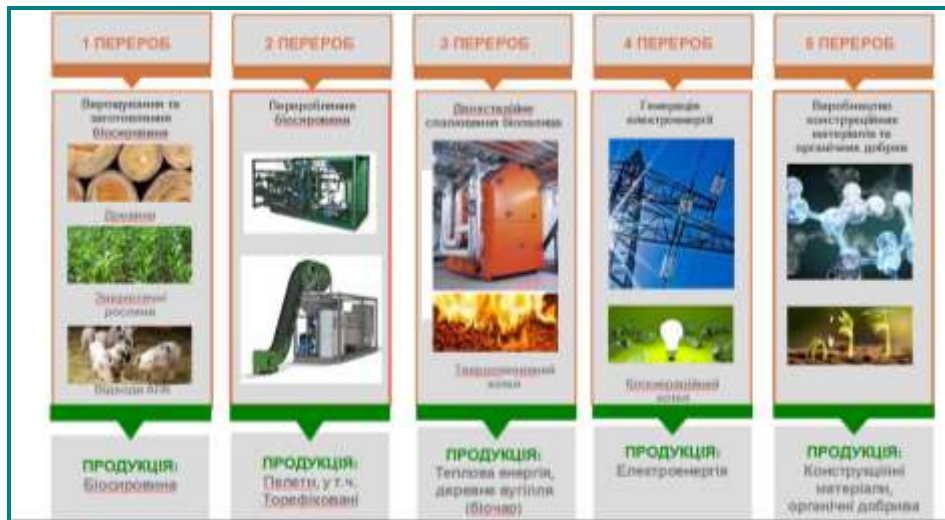 1 ПЕРЕРОБ
2 ПЕРЕРОБ
3 ПЕРЕРОБ
4 ПЕРЕРОБ
5 ПЕРЕРОБ
Вирощування та
заготовлення
біосировини
Деревина
Енергетичні
рослини
Відходи АПК
ПРОДУКЦІЯ:
Біосировина
Перероблення
біосировини
ПРОДУКЦІЯ:
Пелети, у т.ч.
Торефіковані
Двохстадійне
спалювання біопалива
Твердопаливний
котел
ПРОДУКЦІЯ:
Теплова енергія,
деревне вугілля
(біочар)
Генерація
електроенергії
Когенераційний
котел
ПРОДУКЦІЯ:
Електроенергія
Виробництво
конструкційних
матеріалів та
органічних добрив
ПРОДУКЦІЯ:
Конструкційні
матеріали,
органічні добрива